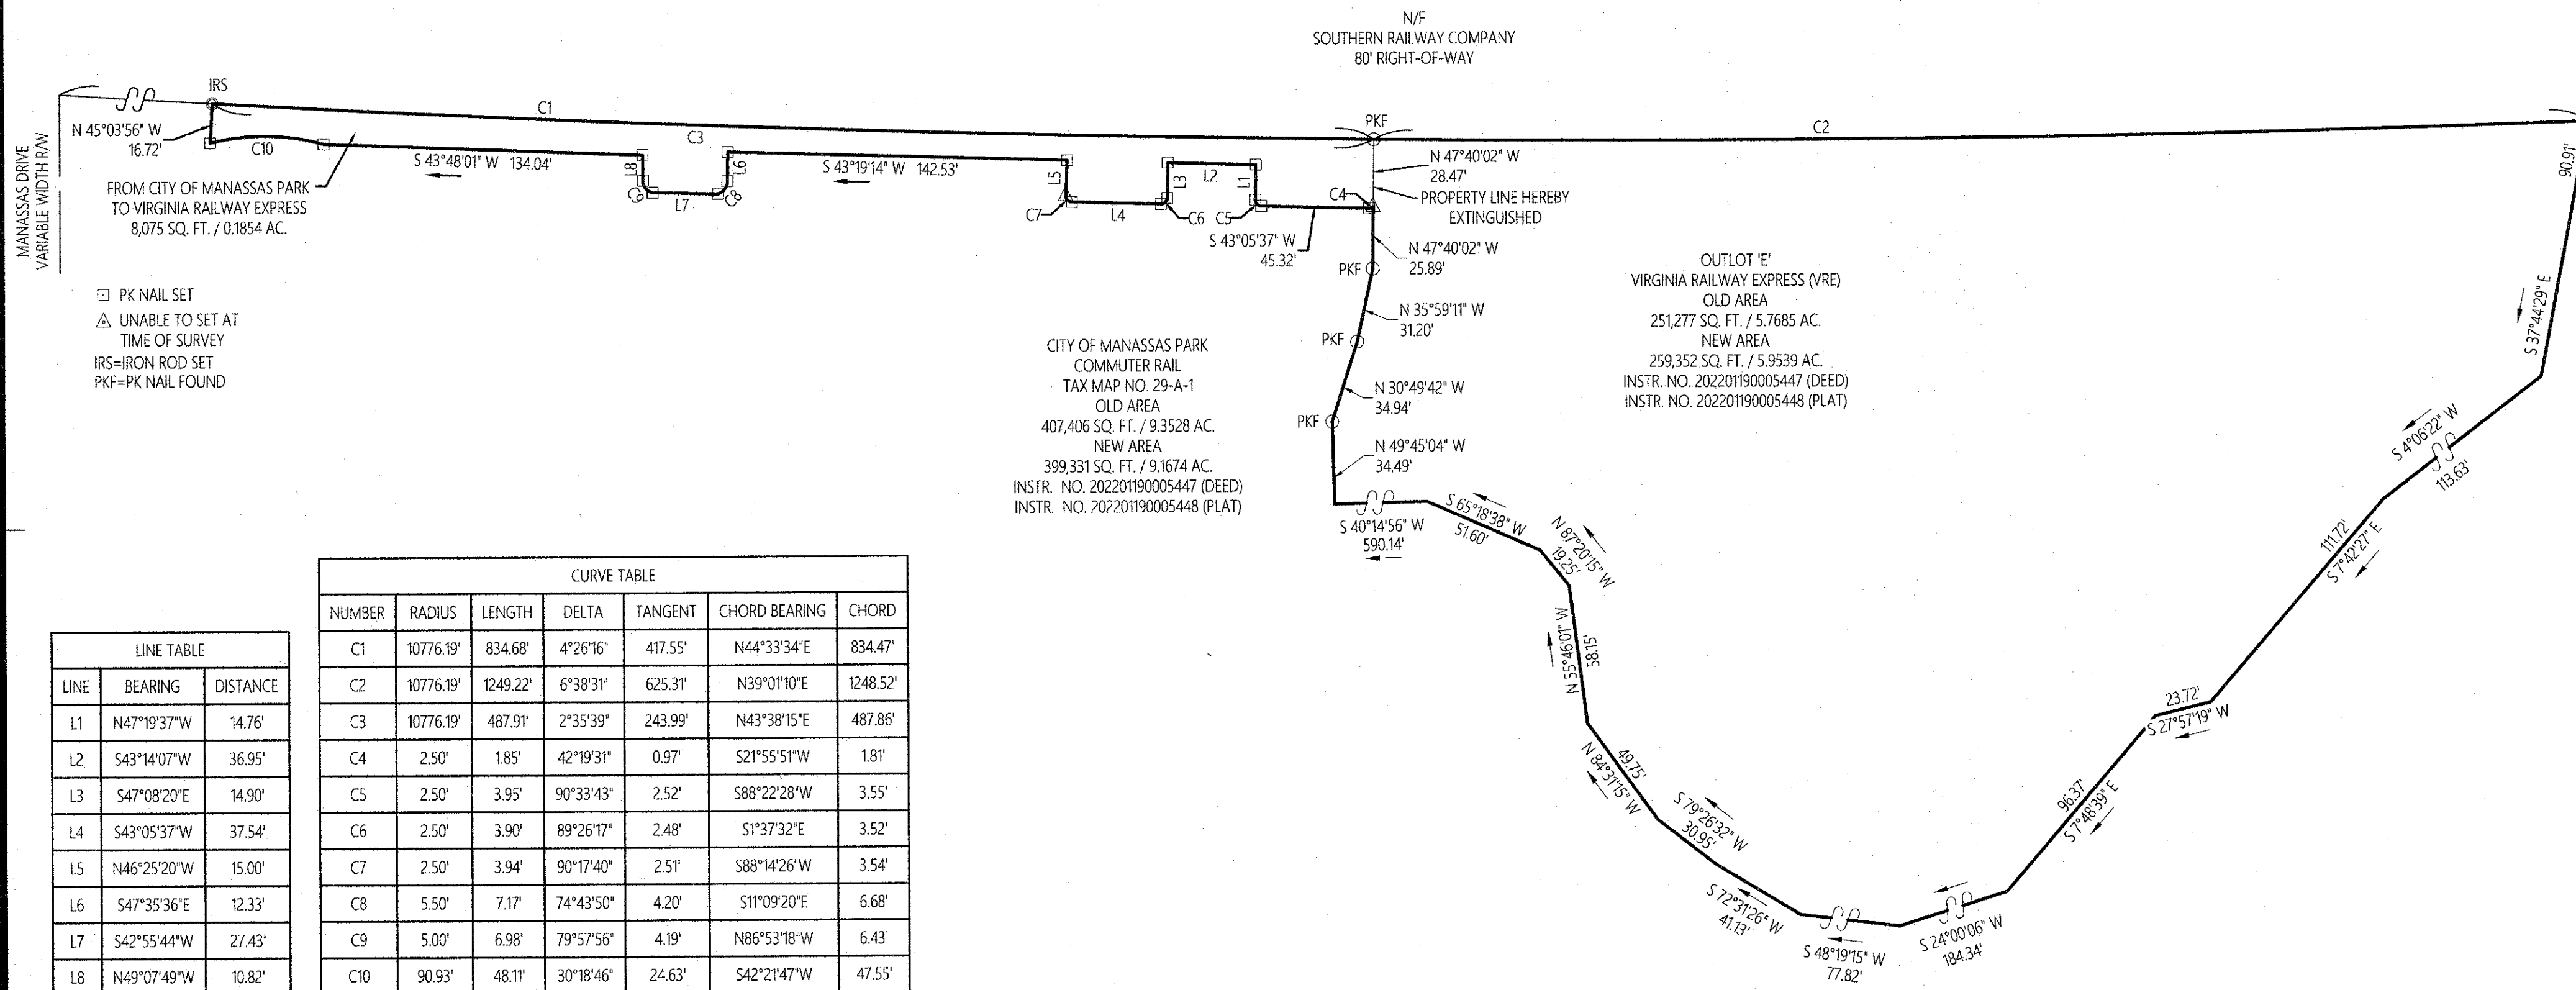 N/F
SOUTHERN RAILWAY COMPANY
80' RIGHT-OF-WAY
IRS
C1
PKF
C2
N 45°03'56" W
16.72'
C10
C3
S 43°48'01" W 134.04'
L8
C9
L7
C8
L6
S 43°19'14" W 142.53'
L5
C7
L4
L3
C6
L2
L1
C5
C4
S 43°05'37" W
45.32'
N 47°40'02" W
28.47'
PROPERTY LINE HEREBY
EXTINGUISHED
90.91'
S 37°44'29" E
MANASSAS DRIVE
VARIABLE WIDTH R/W
FROM CITY OF MANASSAS PARK
TO VIRGINIA RAILWAY EXPRESS
8,075 SQ. FT. / 0.1854 AC.
PK NAIL SET
UNABLE TO SET AT
TIME OF SURVEY
IRS=IRON ROD SET
PKF=PK NAIL FOUND
N 47°40'02" W
25.89'
PKF
N 35°59'11" W
31.20'
PKF
N 30°49'42" W
34.94'
PKF
N 49°45'04" W
34.49'
CITY OF MANASSAS PARK
COMMUTER RAIL
TAX MAP NO. 29-A-1
OLD AREA
407,406 SQ. FT. / 9.3528 AC.
NEW AREA
399,331 SQ. FT. / 9.1674 AC.
INSTR. NO. 202201190005447 (DEED)
INSTR. NO. 202201190005448 (PLAT)
OUTLOT 'E'
VIRGINIA RAILWAY EXPRESS (VRE)
OLD AREA
251,277 SQ. FT. / 5.7685 AC.
NEW AREA
259,352 SQ. FT. / 5.9539 AC.
INSTR. NO. 202201190005447 (DEED)
INSTR. NO. 202201190005448 (PLAT)
S 4°06'22" W
113.63'
111.72'
S 7°42'27" E
23.72'
S 27°57'19" W
96.37'
S 7°48'39" E
S 24°00'06" W
184.34'
S 48°19'15" W
77.82'
S 72°31'26" W
41.13'
S 79°26'32" W
30.95'
49.75'
N 84°31'15" W
N 55°46'01" W
58.15'
N 87°20'15" W
19.25'
S 65°18'38" W
51.60'
S 40°14'56" W
590.14'
LINE TABLE
LINE BEARING DISTANCE
L1 N47°19'37"W 14.76'
L2 S43°14'07"W 36.95'
L3 S47°08'20"E 14.90'
L4 S43°05'37"W 37.54'
L5 N46°25'20"W 15.00'
L6 S47°35'36"E 12.33'
L7 S42°55'44"W 27.43'
L8 N49°07'49"W 10.82'
CURVE TABLE
NUMBER RADIUS LENGTH DELTA TANGENT CHORD BEARING CHORD
C1 10776.19' 834.68' 4°26'16" 417.55' N44°33'34"E 834.47'
C2 10776.19' 1249.22' 6°38'31" 625.31' N39°01'10"E 1248.52'
C3 10776.19' 487.91' 2°35'39" 243.99' N43°38'15"E 487.86'
C4 2.50' 1.85' 42°19'31" 0.97' S21°55'51"W 1.81'
C5 2.50' 3.95' 90°33'43" 2.52' S88°22'28"W 3.55'
C6 2.50' 3.90' 89°26'17" 2.48' S1°37'32"E 3.52'
C7 2.50' 3.94' 90°17'40" 2.51' S88°14'26"W 3.54'
C8 5.50' 7.17' 74°43'50" 4.20' S11°09'20"E 6.68'
C9 5.00' 6.98' 79°57'56" 4.19' N86°53'18"W 6.43'
C10 90.93' 48.11' 30°18'46" 24.63' S42°21'47"W 47.55'